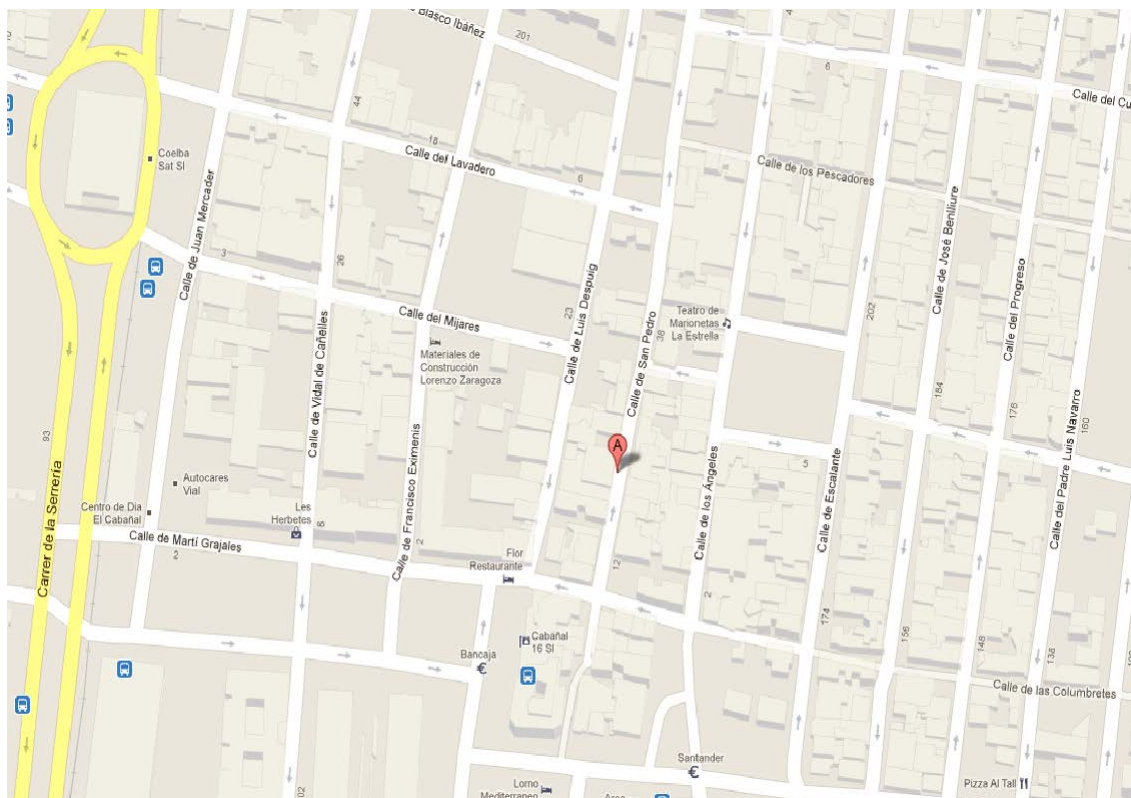 Blasco Ibáñez
201
6
Calle del Cu
44
18
Calle del Lavadero
6
Calle de los Pescadores
Coelba
Sat Sl
Calle de Juan Mercader
3
26
Calle del Mijares
23
Calle de Luis Despuig
Calle de San Pedro
38
Teatro de
Marionetas
La Estrella
202
Calle de José Benlliure
Calle del Progreso
Materiales de
Construcción
Lorenzo Zaragoza
Calle de Vidal de Cañelles
184
176
160
Calle del Padre Luis Navarro
93
A
5
Calle de los Ángeles
Calle de Escalante
Calle de Francisco Eximenis
Autocares
Vial
Centro de Dia
El Cabañal
Les
Herbetes
6
2
Carrer de la Serrería
Calle de Martí Grajales
2
Flor
Restaurante
12
2
174
156
148
138
Cabañal
16 Sl
Bancaja
€
Calle de las Columbretes
Santander
€
Pizza Al Tall
02
Lorno
Mediterraneo